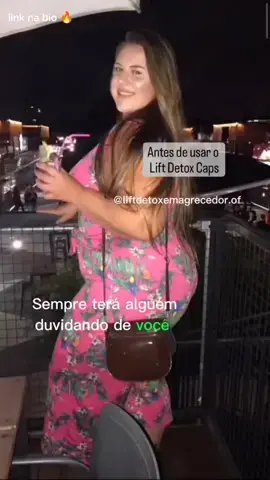 link na bio 🔥
Antes de usar o
Lift Detox Caps
@liftdetoxemagrecedor.of
Sempre terá alguém
duvidando de você